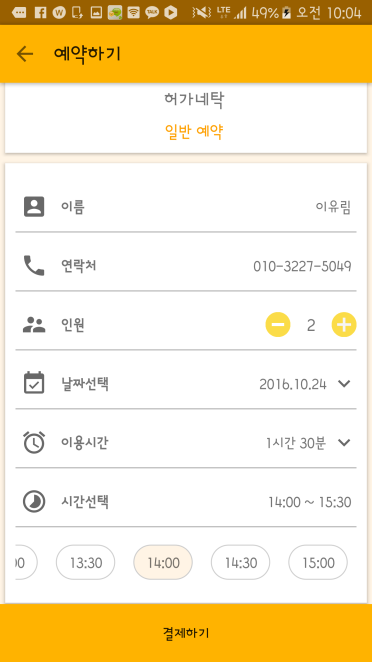 LTE 49% 오전 10:04
예약하기
허가네탁
일반 예약
이름 이유림
연락처 010-3227-5049
인원 2
날짜선택 2016.10.24
이용시간 1시간 30분
시간선택 14:00 ~ 15:30
00 13:30 14:00 14:30 15:00
결제하기